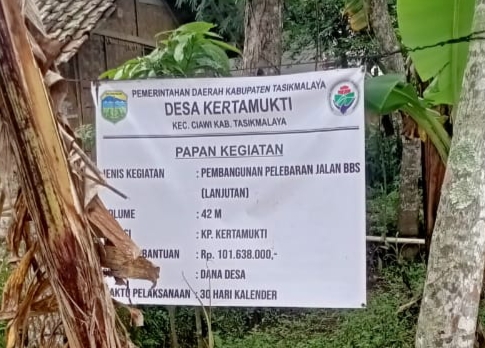 PEMERINTAHAN DAERAH KABUPATEN TASIKMALAYA
DESA KERTAMUKTI
KEC. CIAWI KAB. TASIKMALAYA
PAPAN KEGIATAN
JENIS KEGIATAN : PEMBANGUNAN PELEBARAN JALAN BBS
(LANJUTAN)
OLUME : 42 M
I : KP. KERTAMUKTI
BANTUAN : Rp. 101.638.000,-
: DANA DESA
AKTU PELAKSANAAN : 30 HARI KALENDER